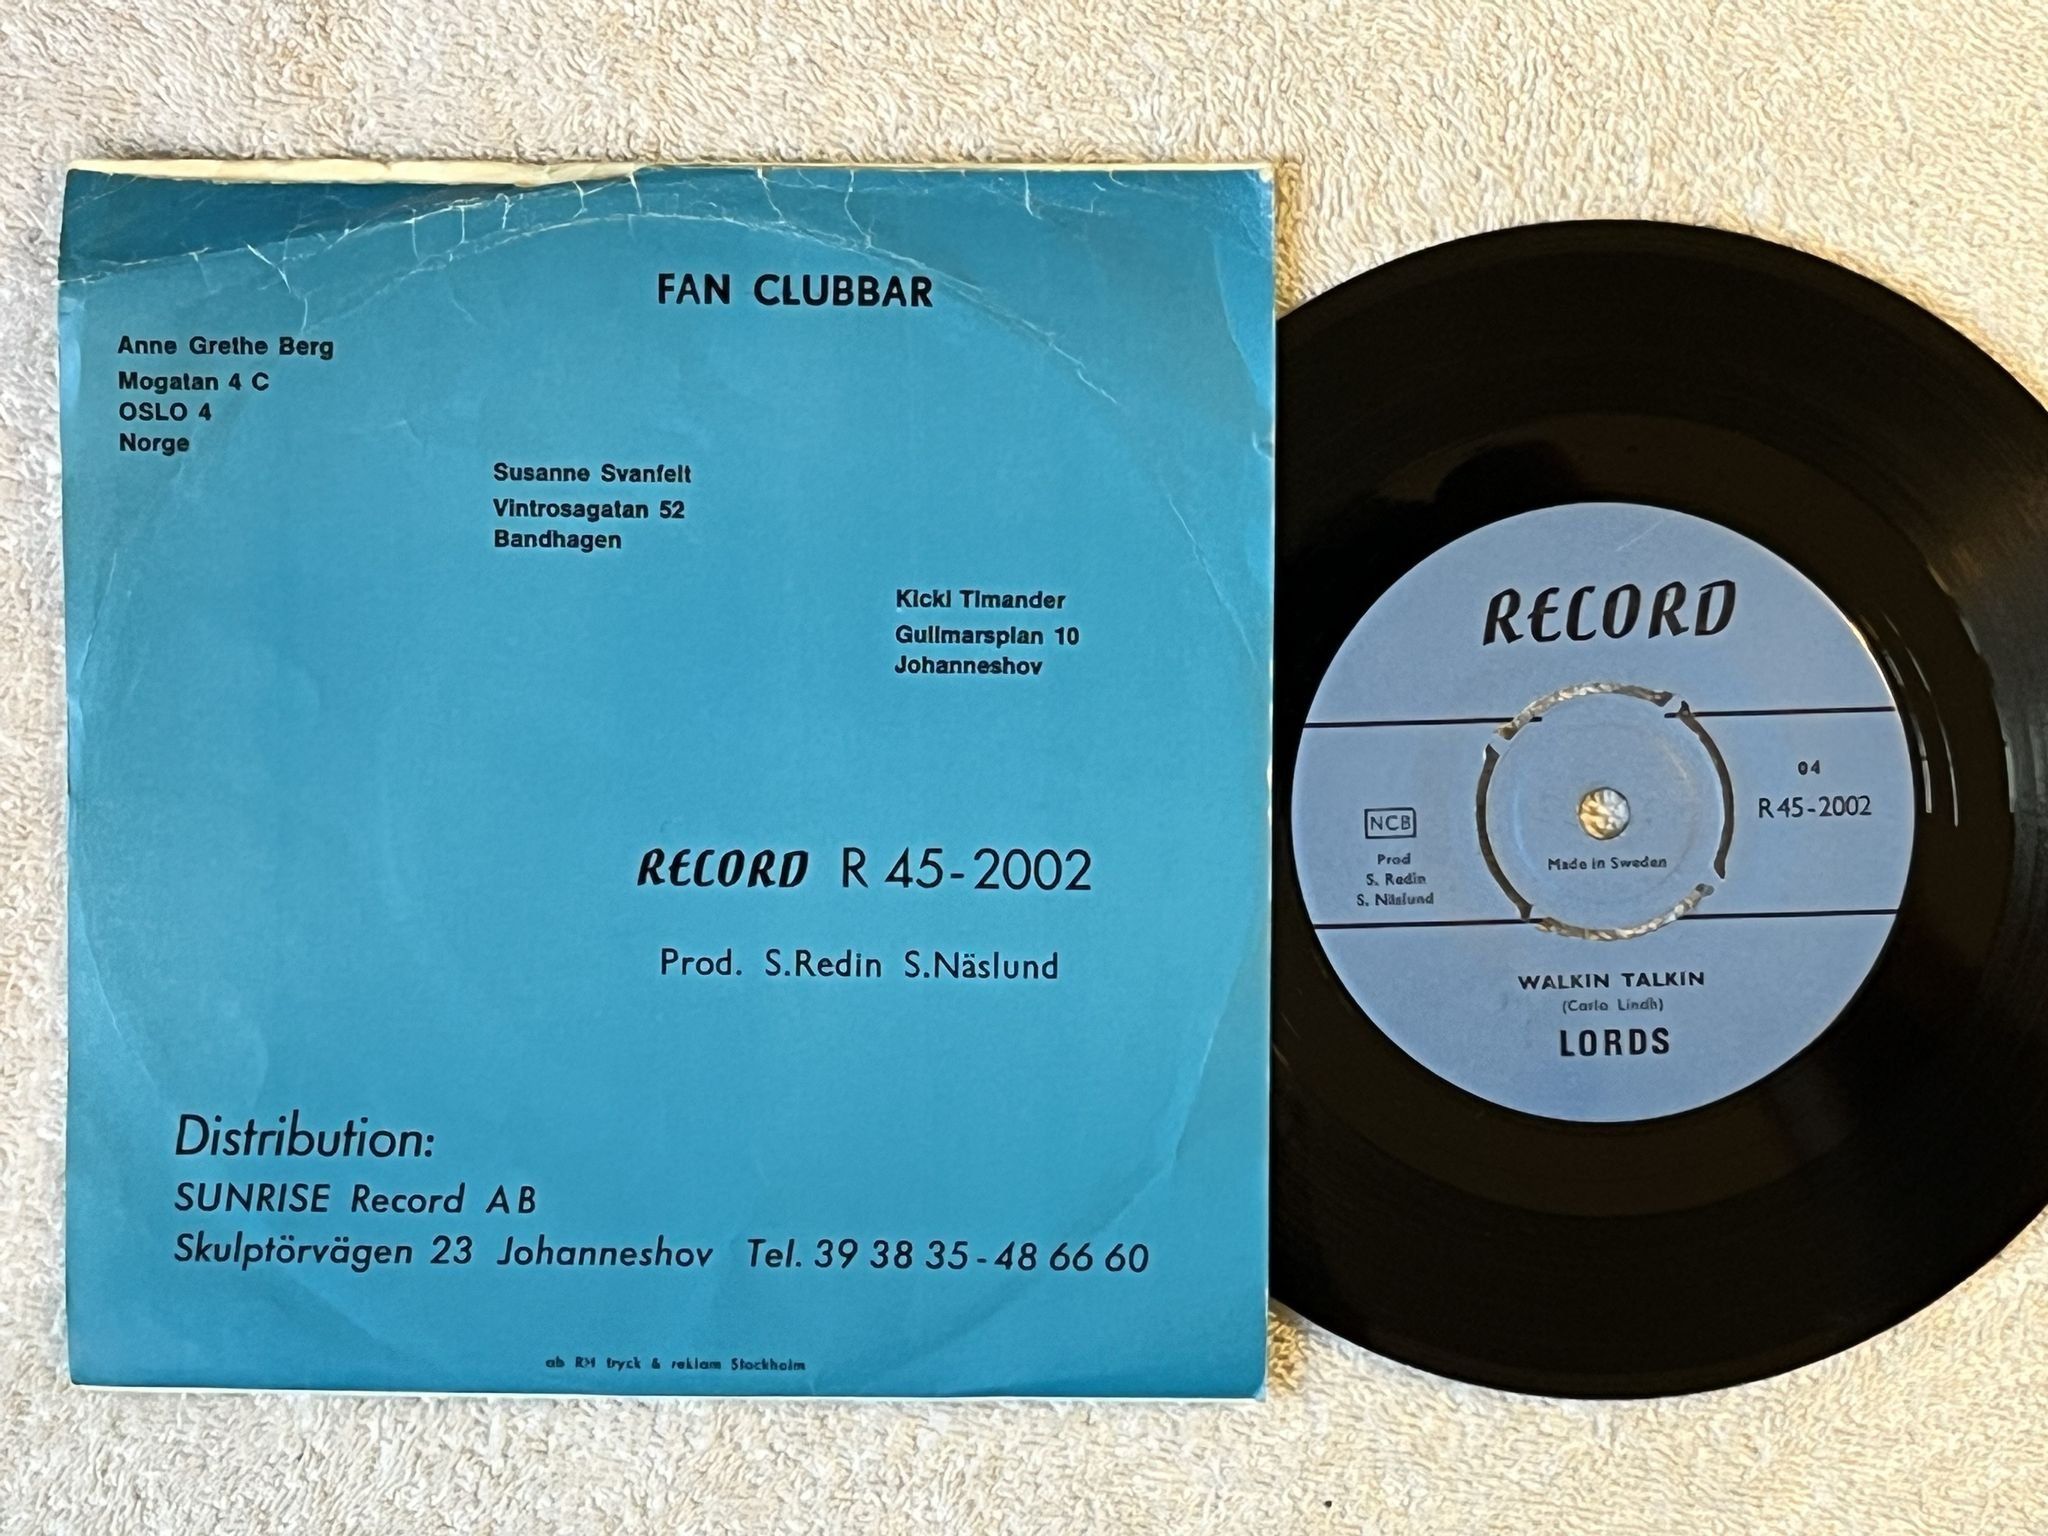 FAN CLUBBAR
Anne Grethe Berg
Mogatan 4 C
OSLO 4
Norge
Susanne Svanfelt
Vintrosagatan 52
Bandhagen
Kicki Timander
Gullmarsplan 10
Johanneshov
RECORD R 45-2002
Prod. S.Redin S.Näslund
Distribution:
SUNRISE Record AB
Skulptörvägen 23 Johanneshov Tel. 39 38 35-48 66 60
ab RM tryck & reklam Stockholm
RECORD
04
R 45-2002
NCB
Prod
S. Redin
S. Näslund
Made in Sweden
WALKIN TALKIN
(Carlo Lindh)
LORDS